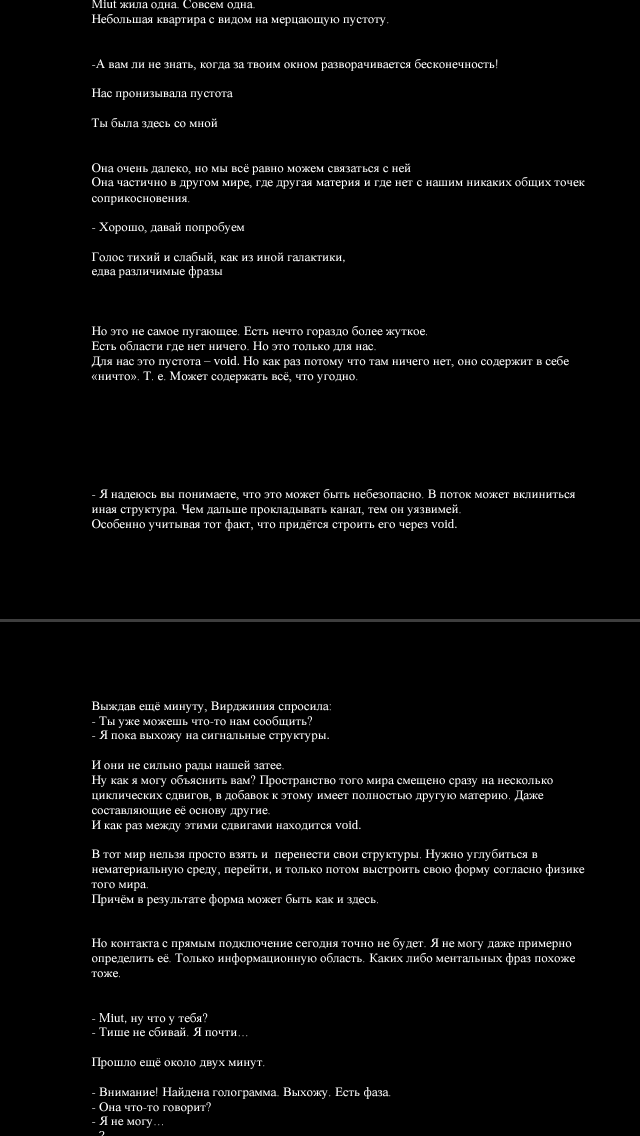 Miut жила одна. Совсем одна.
Небольшая квартира с видом на мерцающую пустоту.
-А вам ли не знать, когда за твоим окном разворачивается бесконечность!
Нас пронизывала пустота
Ты была здесь со мной
Она очень далеко, но мы всё равно можем связаться с ней
Она частично в другом мире, где другая материя и где нет с нашим никаких общих точек
соприкосновения.
- Хорошо, давай попробуем
Голос тихий и слабый, как из иной галактики,
едва различимые фразы
Но это не самое пугающее. Есть нечто гораздо более жуткое.
Есть области где нет ничего. Но это только для нас.
Для нас это пустота – void. Но как раз потому что там ничего нет, оно содержит в себе
«ничто». Т. е. Может содержать всё, что угодно.
- Я надеюсь вы понимаете, что это может быть небезопасно. В поток может вклиниться
иная структура. Чем дальше прокладывать канал, тем он уязвимей.
Особенно учитывая тот факт, что придётся строить его через void.
Выждав ещё минуту, Вирджиния спросила:
- Ты уже можешь что-то нам сообщить?
- Я пока выхожу на сигнальные структуры.
И они не сильно рады нашей затее.
Ну как я могу объяснить вам? Пространство того мира смещено сразу на несколько
циклических сдвигов, в добавок к этому имеет полностью другую материю. Даже
составляющие её основу другие.
И как раз между этими сдвигами находится void.
В тот мир нельзя просто взять и  перенести свои структуры. Нужно углубиться в
нематериальную среду, перейти, и только потом выстроить свою форму согласно физике
того мира.
Причём в результате форма может быть как и здесь.
Но контакта с прямым подключение сегодня точно не будет. Я не могу даже примерно
определить её. Только информационную область. Каких либо ментальных фраз похоже
тоже.
- Miut, ну что у тебя?
- Тише не сбивай. Я почти…
Прошло ещё около двух минут.
- Внимание! Найдена голограмма. Выхожу. Есть фаза.
- Она что-то говорит?
- Я не могу…
- ?